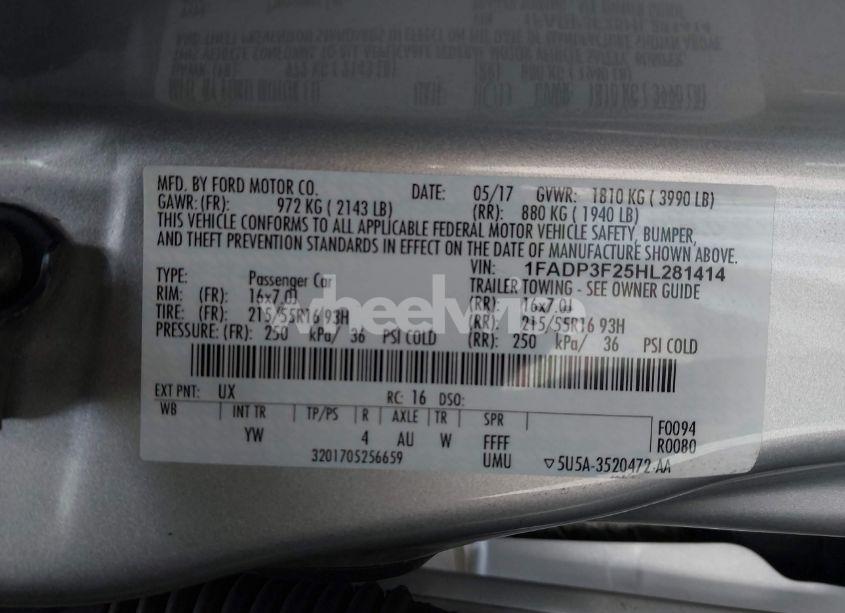 MFD. BY FORD MOTOR CO. DATE: 05/17 GVWR: 1810 KG ( 3990 LB)
GAWR: (FR): 972 KG ( 2143 LB) (RR): 880 KG ( 1940 LB)
THIS VEHICLE CONFORMS TO ALL APPLICABLE FEDERAL MOTOR VEHICLE SAFETY, BUMPER,
AND THEFT PREVENTION STANDARDS IN EFFECT ON THE DATE OF MANUFACTURE SHOWN ABOVE.
VIN: 1FADP3F25HL281414
TYPE: Passenger Car TRAILER TOWING - SEE OWNER GUIDE
RIM: (FR): 16x7.0J (RR): 16x7.0J
TIRE: (FR): 215/55R16 93H (RR): 215/55R16 93H
PRESSURE: (FR): 250 kPa/ 36 PSI COLD (RR): 250 kPa/ 36 PSI COLD
wheelwire
EXT PNT: UX RC: 16 DSO:
WB INT TR TP/PS R AXLE TR SPR F0094
YW 4 AU W FFFF R0080
3201705256659 UMU ▽5U5A-3520472-AA